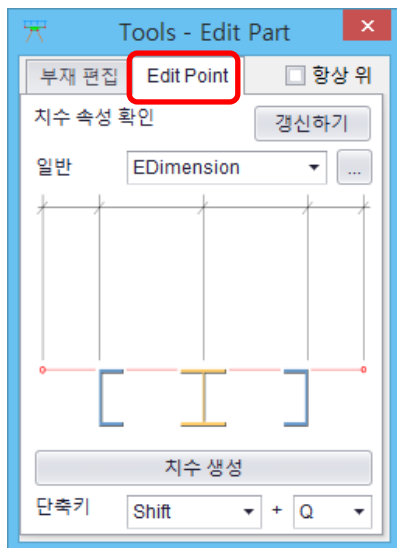 Tools - Edit Part
부재 편집 Edit Point 항상 위
치수 속성 확인 갱신하기
일반 EDimension ...
치수 생성
단축키 Shift + Q